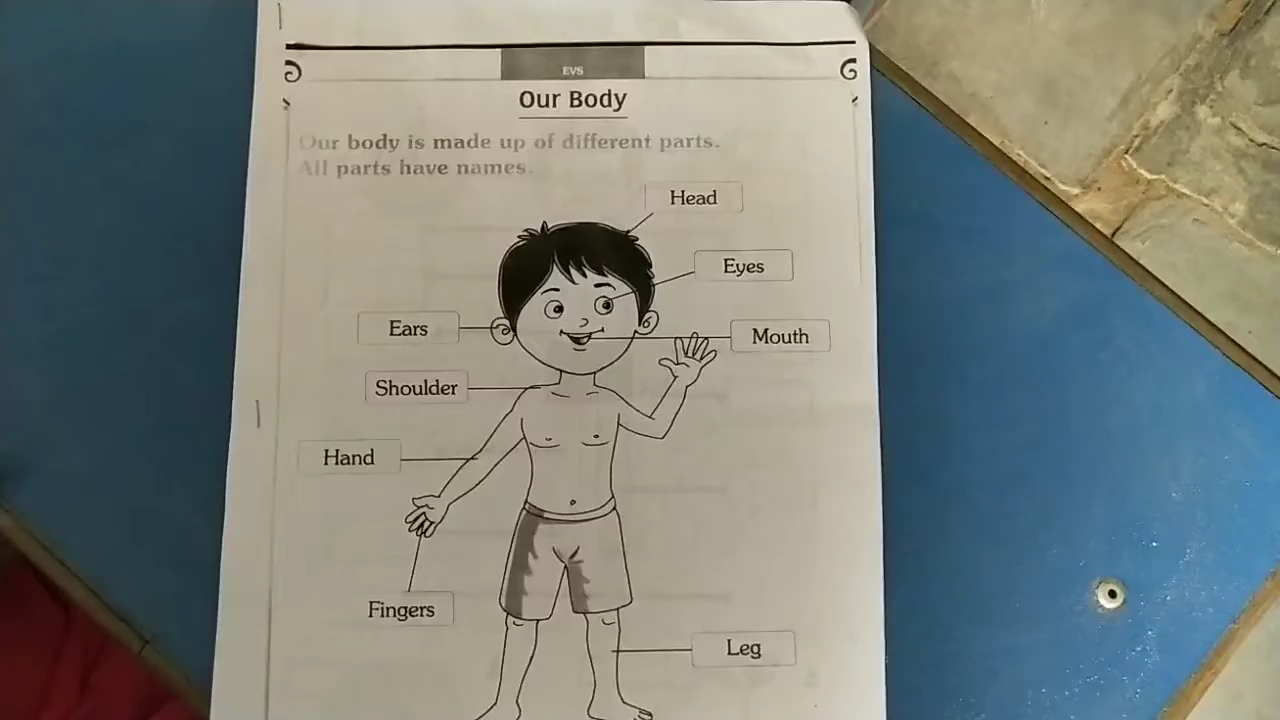 EVS
Our Body
Our body is made up of different parts.
All parts have names.
Head
Eyes
Ears
Mouth
Shoulder
Hand
Fingers
Leg